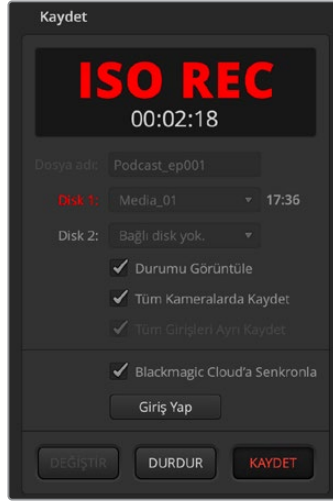 Kaydet
ISO REC
00:02:18
Dosya adı: Podcast_ep001
Disk 1: Media_01 17:36
Disk 2: Bağlı disk yok.
Durumu Görüntüle
Tüm Kameralarda Kaydet
Tüm Girişleri Ayrı Kaydet
Blackmagic Cloud'a Senkronla
Giriş Yap
DEĞİŞTİR DURDUR KAYDET